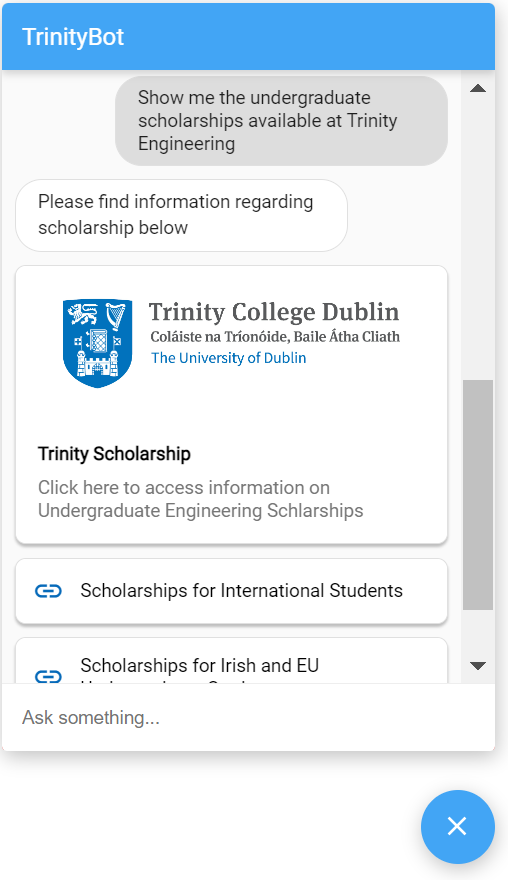 TrinityBot
Show me the undergraduate
scholarships available at Trinity
Engineering
Please find information regarding
scholarship below
Trinity College Dublin
Coláiste na Tríonóide, Baile Átha Cliath
The University of Dublin
Trinity Scholarship
Click here to access information on
Undergraduate Engineering Schlarships
Scholarships for International Students
Scholarships for Irish and EU
Ask something...